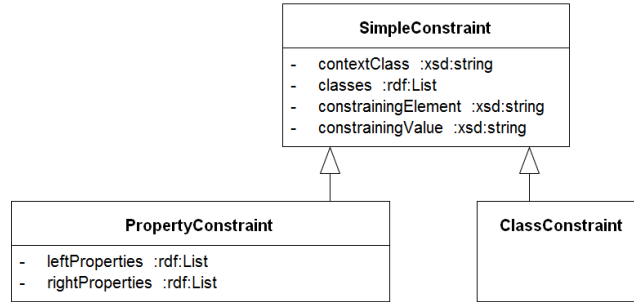 SimpleConstraint
- contextClass :xsd:string
- classes :rdf:List
- constrainingElement :xsd:string
- constrainingValue :xsd:string
PropertyConstraint
- leftProperties :rdf:List
- rightProperties :rdf:List
ClassConstraint